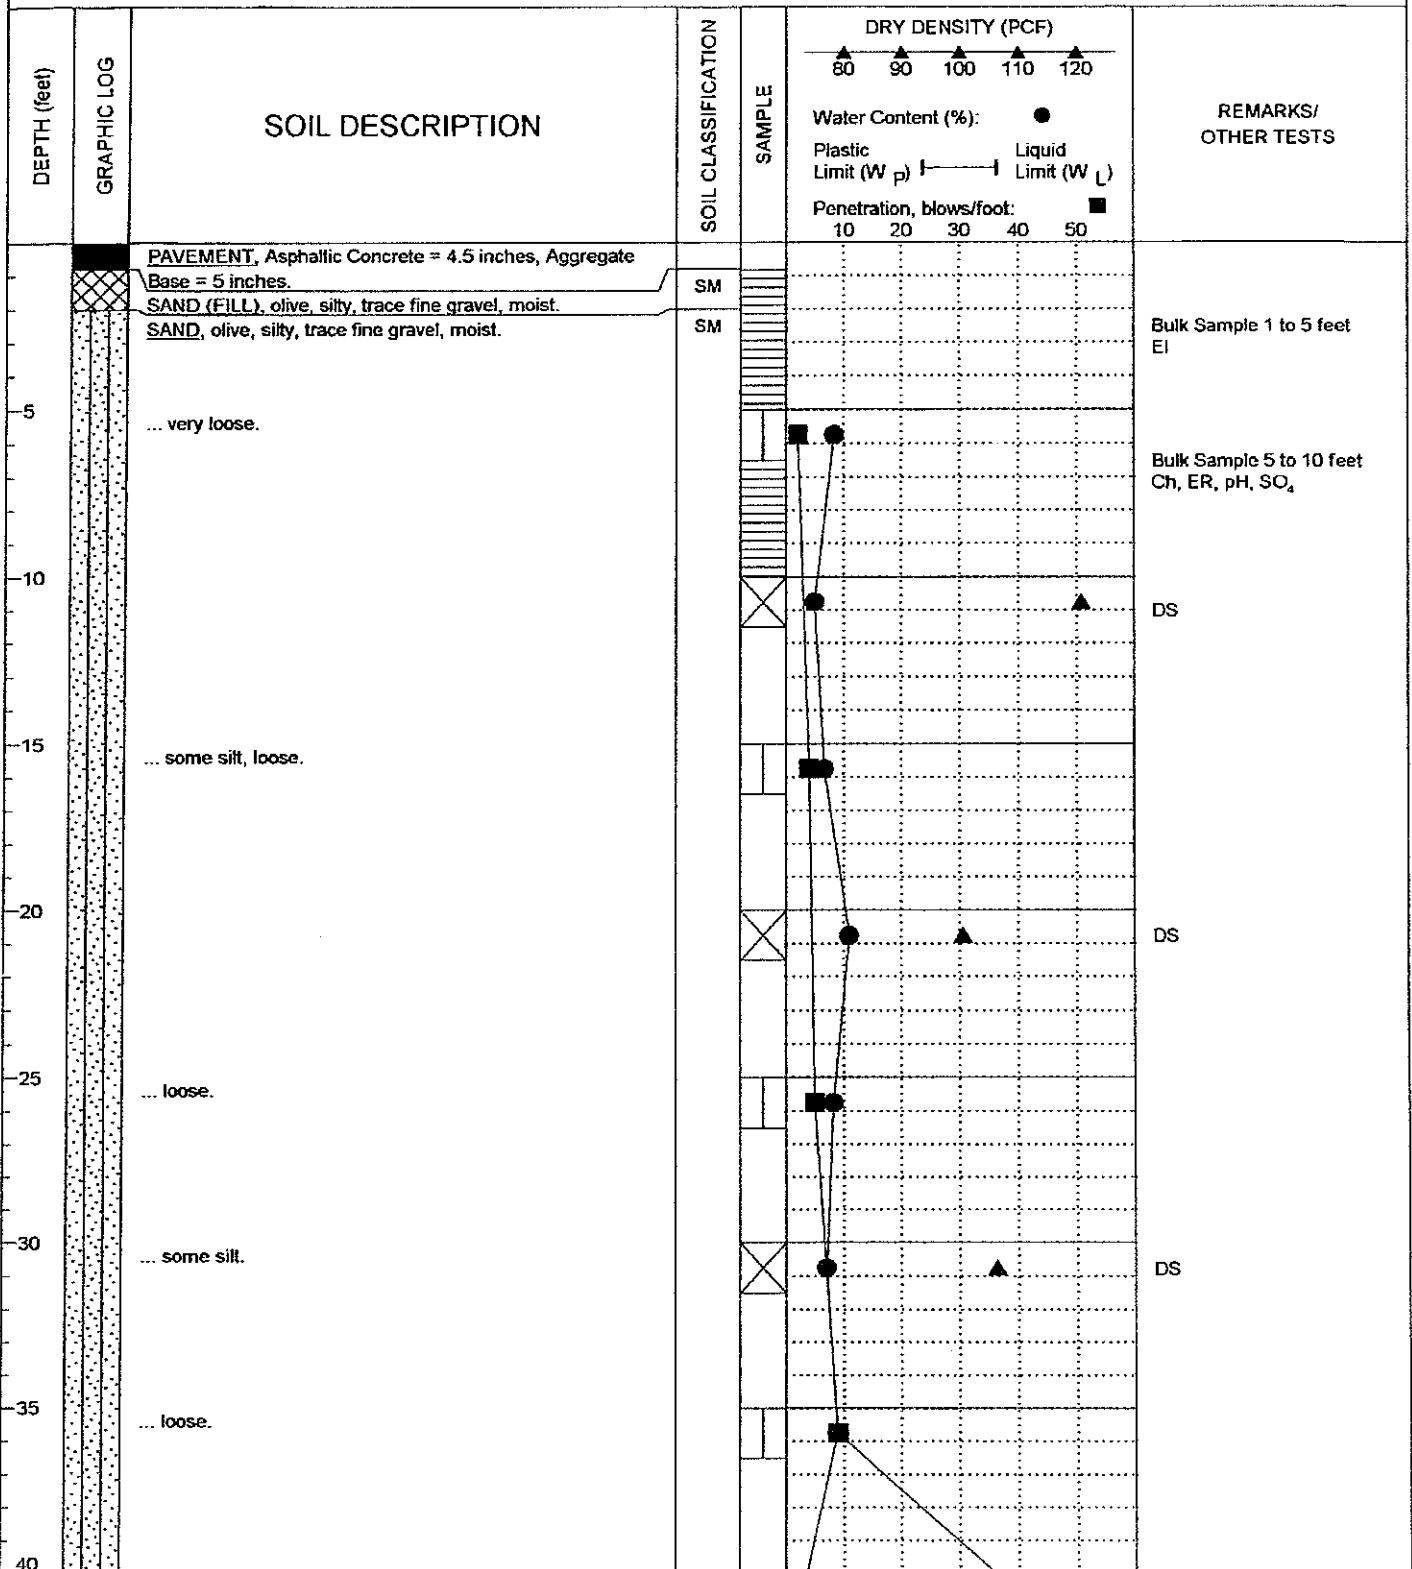 DEPTH (feet)
GRAPHIC LOG
SOIL DESCRIPTION
SOIL CLASSIFICATION
SAMPLE
DRY DENSITY (PCF)
80 90 100 110 120
Water Content (%):
Plastic Liquid
Limit (W P) Limit (W L)
Penetration, blows/foot:
10 20 30 40 50
REMARKS/
OTHER TESTS
PAVEMENT, Asphallic Concrete = 4.5 inches, Aggregate
Base = 5 inches.
SM
SAND (FILL), olive, silty, trace fine gravel, moist.
SAND, olive, silty, trace fine gravel, moist.
SM
Bulk Sample 1 to 5 feet
EI
5
... very loose.
Bulk Sample 5 to 10 feet
Ch, ER, pH, SO₄
10
DS
15
... some silt, loose.
20
DS
25
... loose.
30
... some silt.
DS
35
... loose.
40